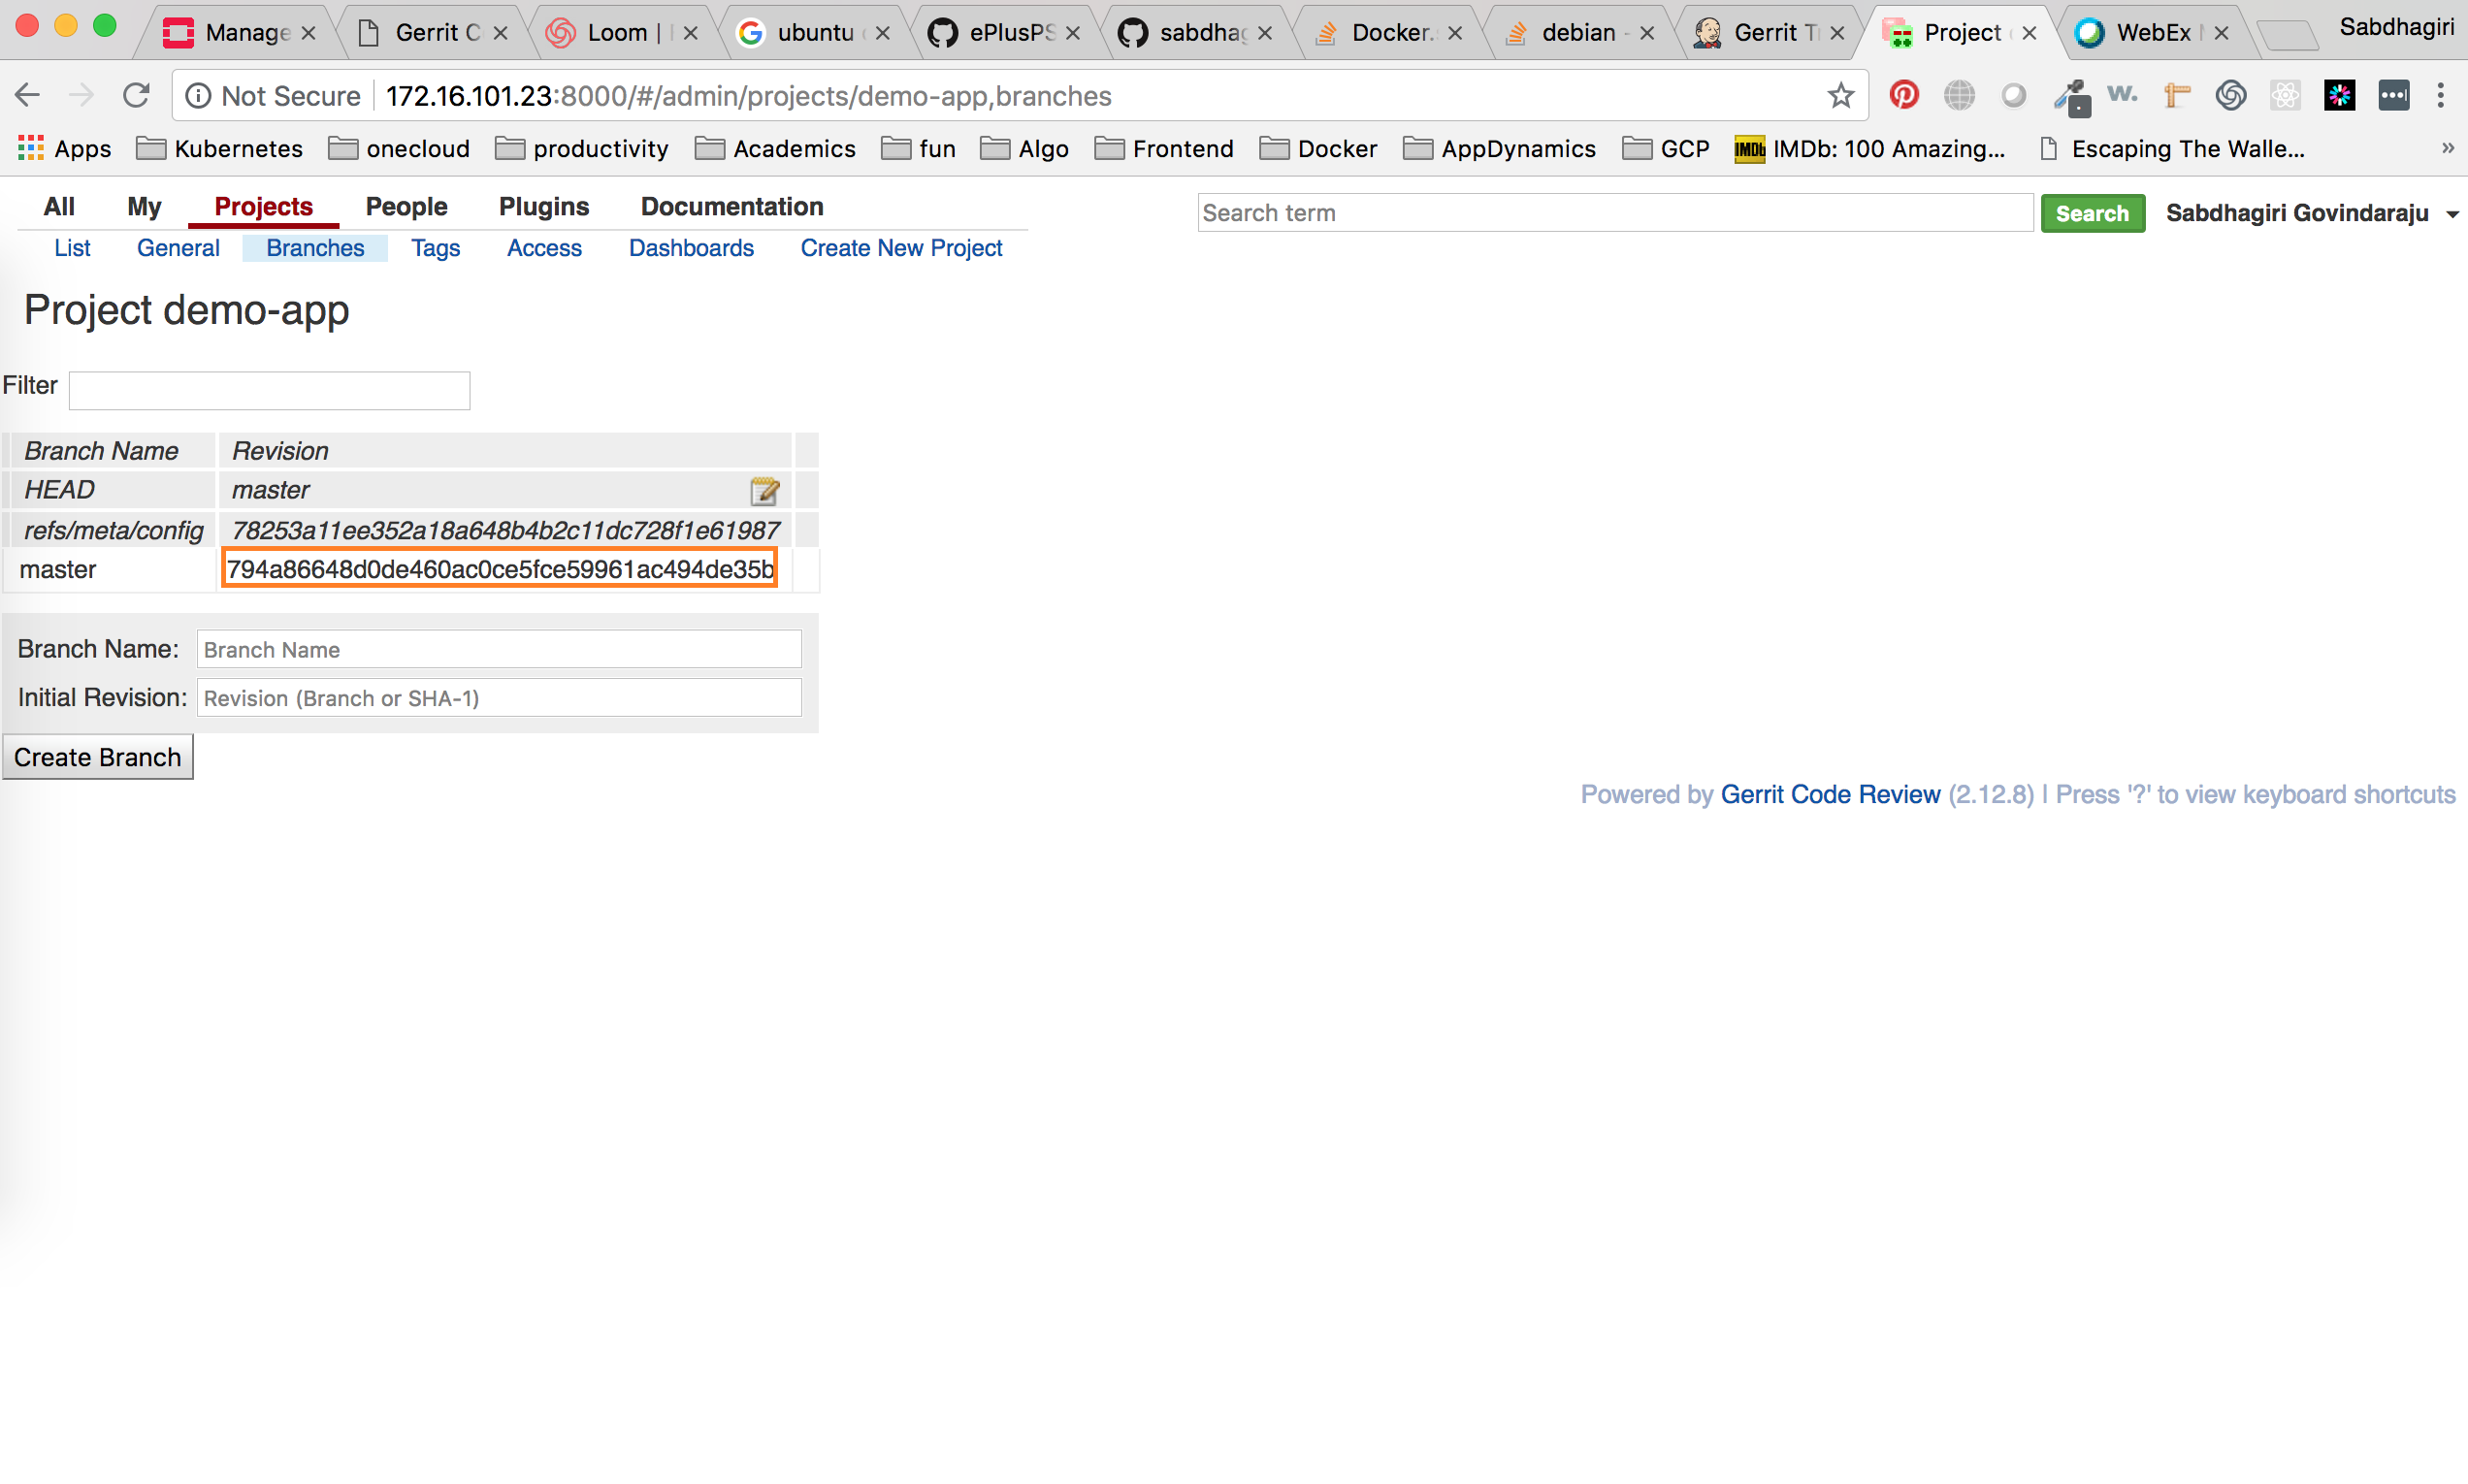 Manage Gerrit C Loom | ubuntu ePlusPS sabdhag Docker. debian - Gerrit T Project WebEx Sabdhagiri
Not Secure 172.16.101.23:8000/#/admin/projects/demo-app,branches
Apps Kubernetes onecloud productivity Academics fun Algo Frontend Docker AppDynamics GCP IMDb IMDb: 100 Amazing... Escaping The Walle... »
All My Projects People Plugins Documentation Search term Search Sabdhagiri Govindaraju
List General Branches Tags Access Dashboards Create New Project
Project demo-app
Filter
Branch Name Revision
HEAD master
refs/meta/config 78253a11ee352a18a648b4b2c11dc728f1e61987
master 794a86648d0de460ac0ce5fce59961ac494de35b
Branch Name: Branch Name
Initial Revision: Revision (Branch or SHA-1)
Create Branch
Powered by Gerrit Code Review (2.12.8) | Press '?' to view keyboard shortcuts